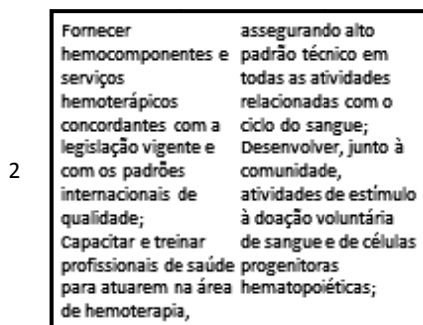 2
Fornecer
hemocomponentes e
serviços
hemoterápicos
concordantes com a
legislação vigente e
com os padrões
internacionais de
qualidade;
Capacitar e treinar
profissionais de saúde
para atuarem na área
de hemoterapia,
assegurando alto
padrão técnico em
todas as atividades
relacionadas com o
ciclo do sangue;
Desenvolver, junto à
comunidade,
atividades de estímulo
à doação voluntária
de sangue e de células
progenitoras
hematopoiéticas;